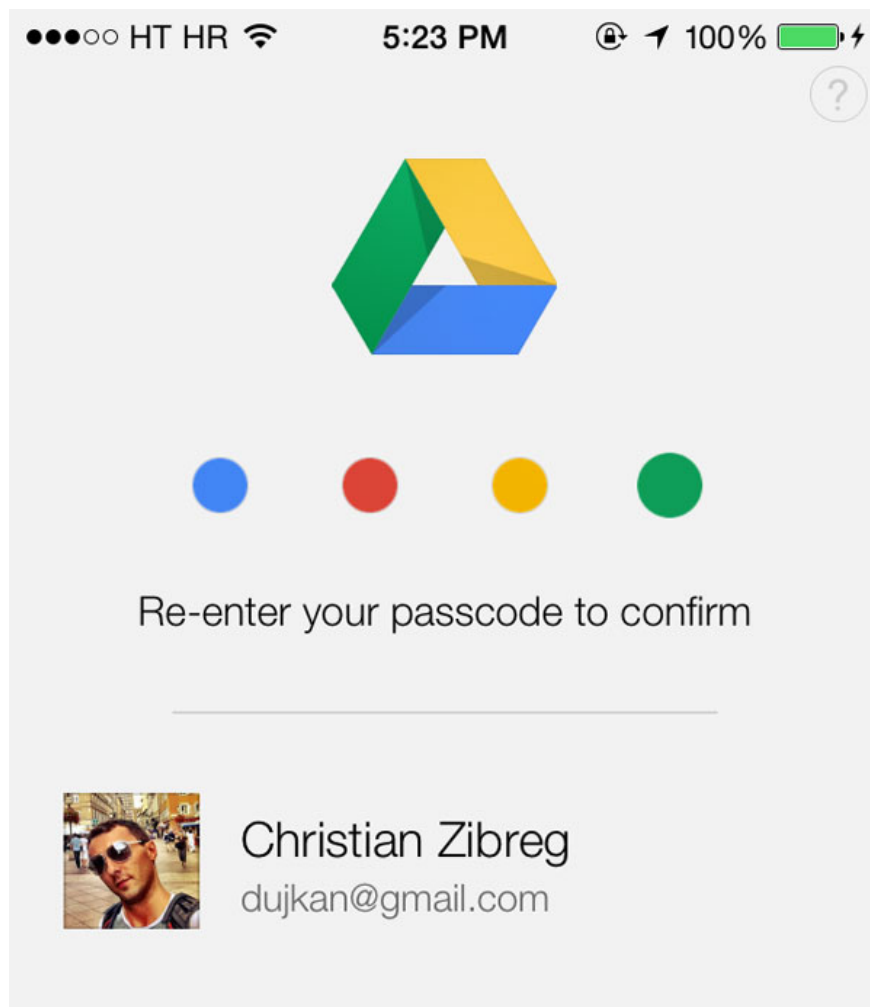 HT HR 5:23 PM 100%
?
Re-enter your passcode to confirm
Christian Zibreg
dujkan@gmail.com